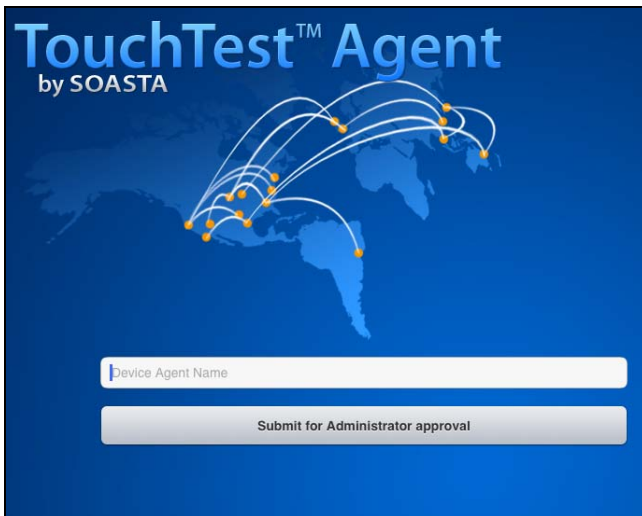 TouchTest™ Agent
by SOASTA
Device Agent Name
Submit for Administrator approval